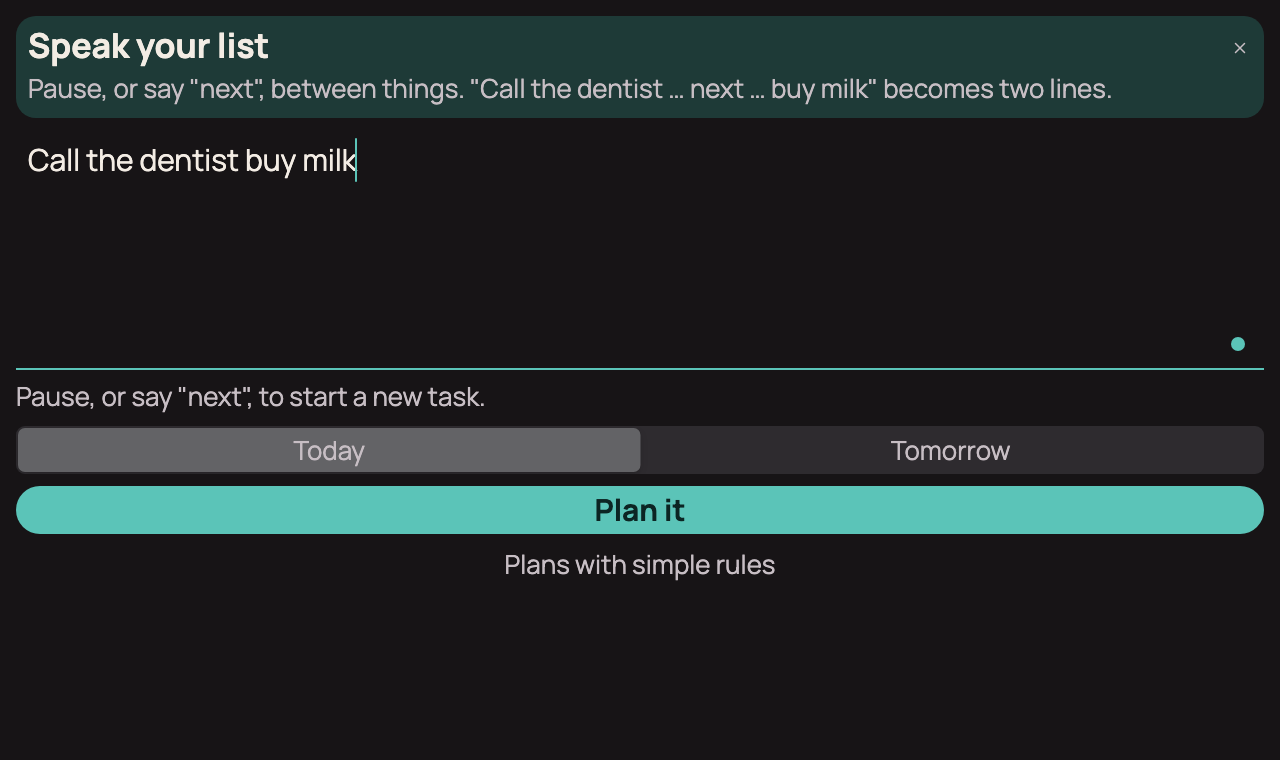 Speak your list
Pause, or say "next", between things. "Call the dentist … next … buy milk" becomes two lines.
Call the dentist buy milk
Pause, or say "next", to start a new task.
Today
Tomorrow
Plan it
Plans with simple rules